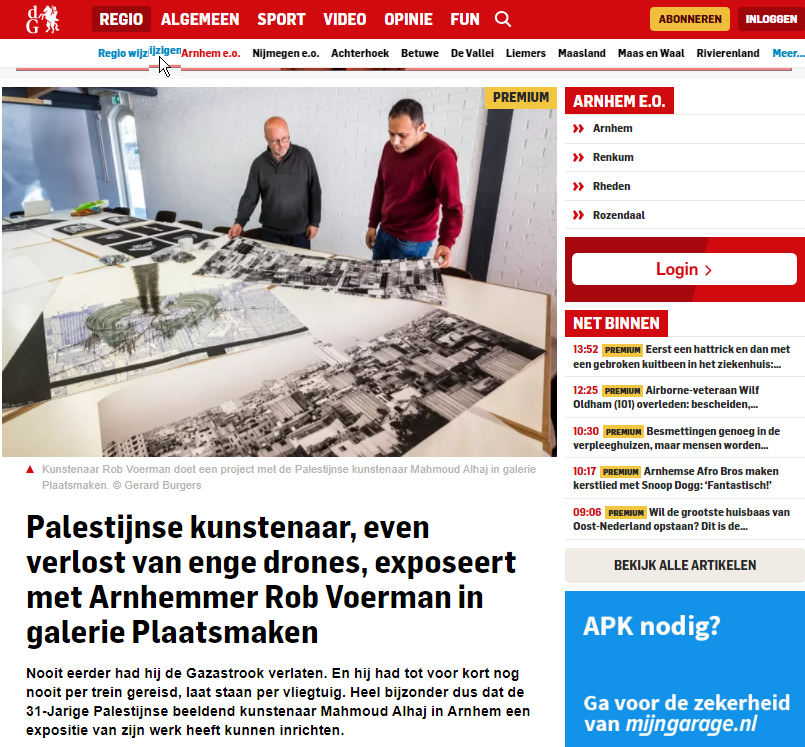 dG
REGIO ALGEMEEN SPORT VIDEO OPINIE FUN
ABONNEREN INLOGGEN
Regio wijzigen Arnhem e.o. Nijmegen e.o. Achterhoek Betuwe De Vallei Liemers Maasland Maas en Waal Rivierenland Meer...
PREMIUM
Kunstenaar Rob Voerman doet een project met de Palestijnse kunstenaar Mahmoud Alhaj in galerie
Plaatsmaken. © Gerard Burgers
Palestijnse kunstenaar, even
verlost van enge drones, exposeert
met Arnhemmer Rob Voerman in
galerie Plaatsmaken
Nooit eerder had hij de Gazastrook verlaten. En hij had tot voor kort nog
nooit per trein gereisd, laat staan per vliegtuig. Heel bijzonder dus dat de
31-Jarige Palestijnse beeldend kunstenaar Mahmoud Alhaj in Arnhem een
expositie van zijn werk heeft kunnen inrichten.
ARNHEM E.O.
Arnhem
Renkum
Rheden
Rozendaal
Login
NET BINNEN
13:52 PREMIUM Eerst een hattrick en dan met
een gebroken kuitbeen in het ziekenhuis:...
12:25 PREMIUM Airborne-veteraan Wilf
Oldham (101) overleden: bescheiden,...
10:30 PREMIUM Besmettingen genoeg in de
verpleeghuizen, maar mensen worden...
10:17 PREMIUM Arnhemse Afro Bros maken
kerstlied met Snoop Dogg: ‘Fantastisch!’
09:06 PREMIUM Wil de grootste huisbaas van
Oost-Nederland opstaan? Dit is de...
BEKIJK ALLE ARTIKELEN
APK nodig?
Ga voor de zekerheid
van mijngarage.nl